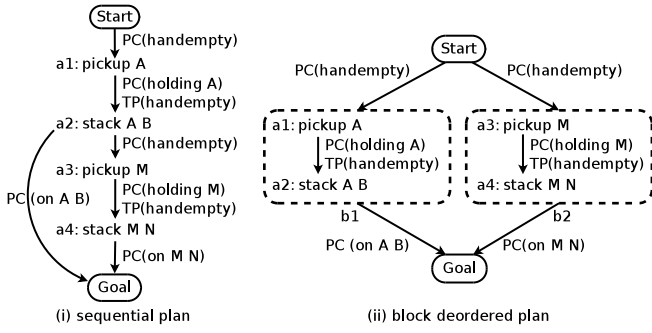 Start
PC(handempty)
a1: pickup A
PC(holding A)
TP(handempty)
a2: stack A B
PC(handempty)
a3: pickup M
PC (on A B)
PC(holding M)
TP(handempty)
a4: stack M N
PC(on M N)
Goal
(i) sequential plan
Start
PC(handempty)
PC(handempty)
a1: pickup A
PC(holding A)
TP(handempty)
a2: stack A B
b1
a3: pickup M
PC(holding M)
TP(handempty)
a4: stack M N
b2
PC (on A B)
PC(on M N)
Goal
(ii) block deordered plan